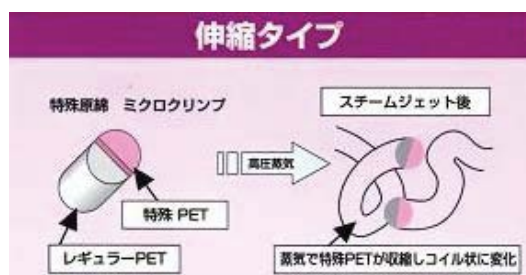 伸縮タイプ
特殊原綿 ミクロクリンプ
スチームジェット後
高圧蒸気
特殊 PET
レギュラーPET
蒸気で特殊PETが収縮しコイル状に変化